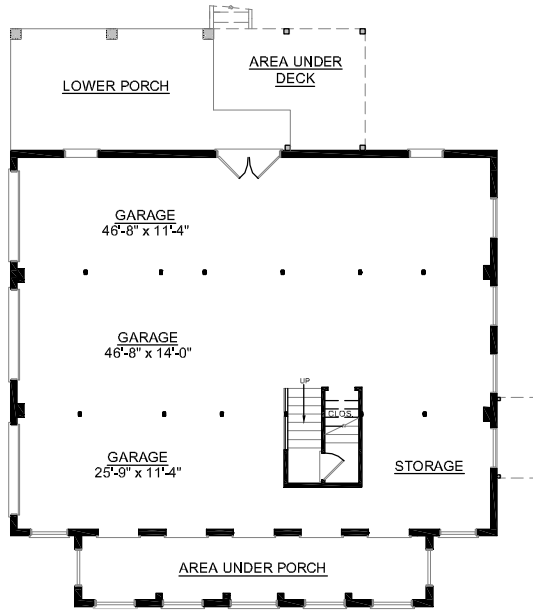 AREA UNDER
DECK
LOWER PORCH
GARAGE
46'-8" x 11'-4"
GARAGE
46'-8" x 14'-0"
UP
CLOS.
GARAGE
25'-9" x 11'-4"
STORAGE
AREA UNDER PORCH